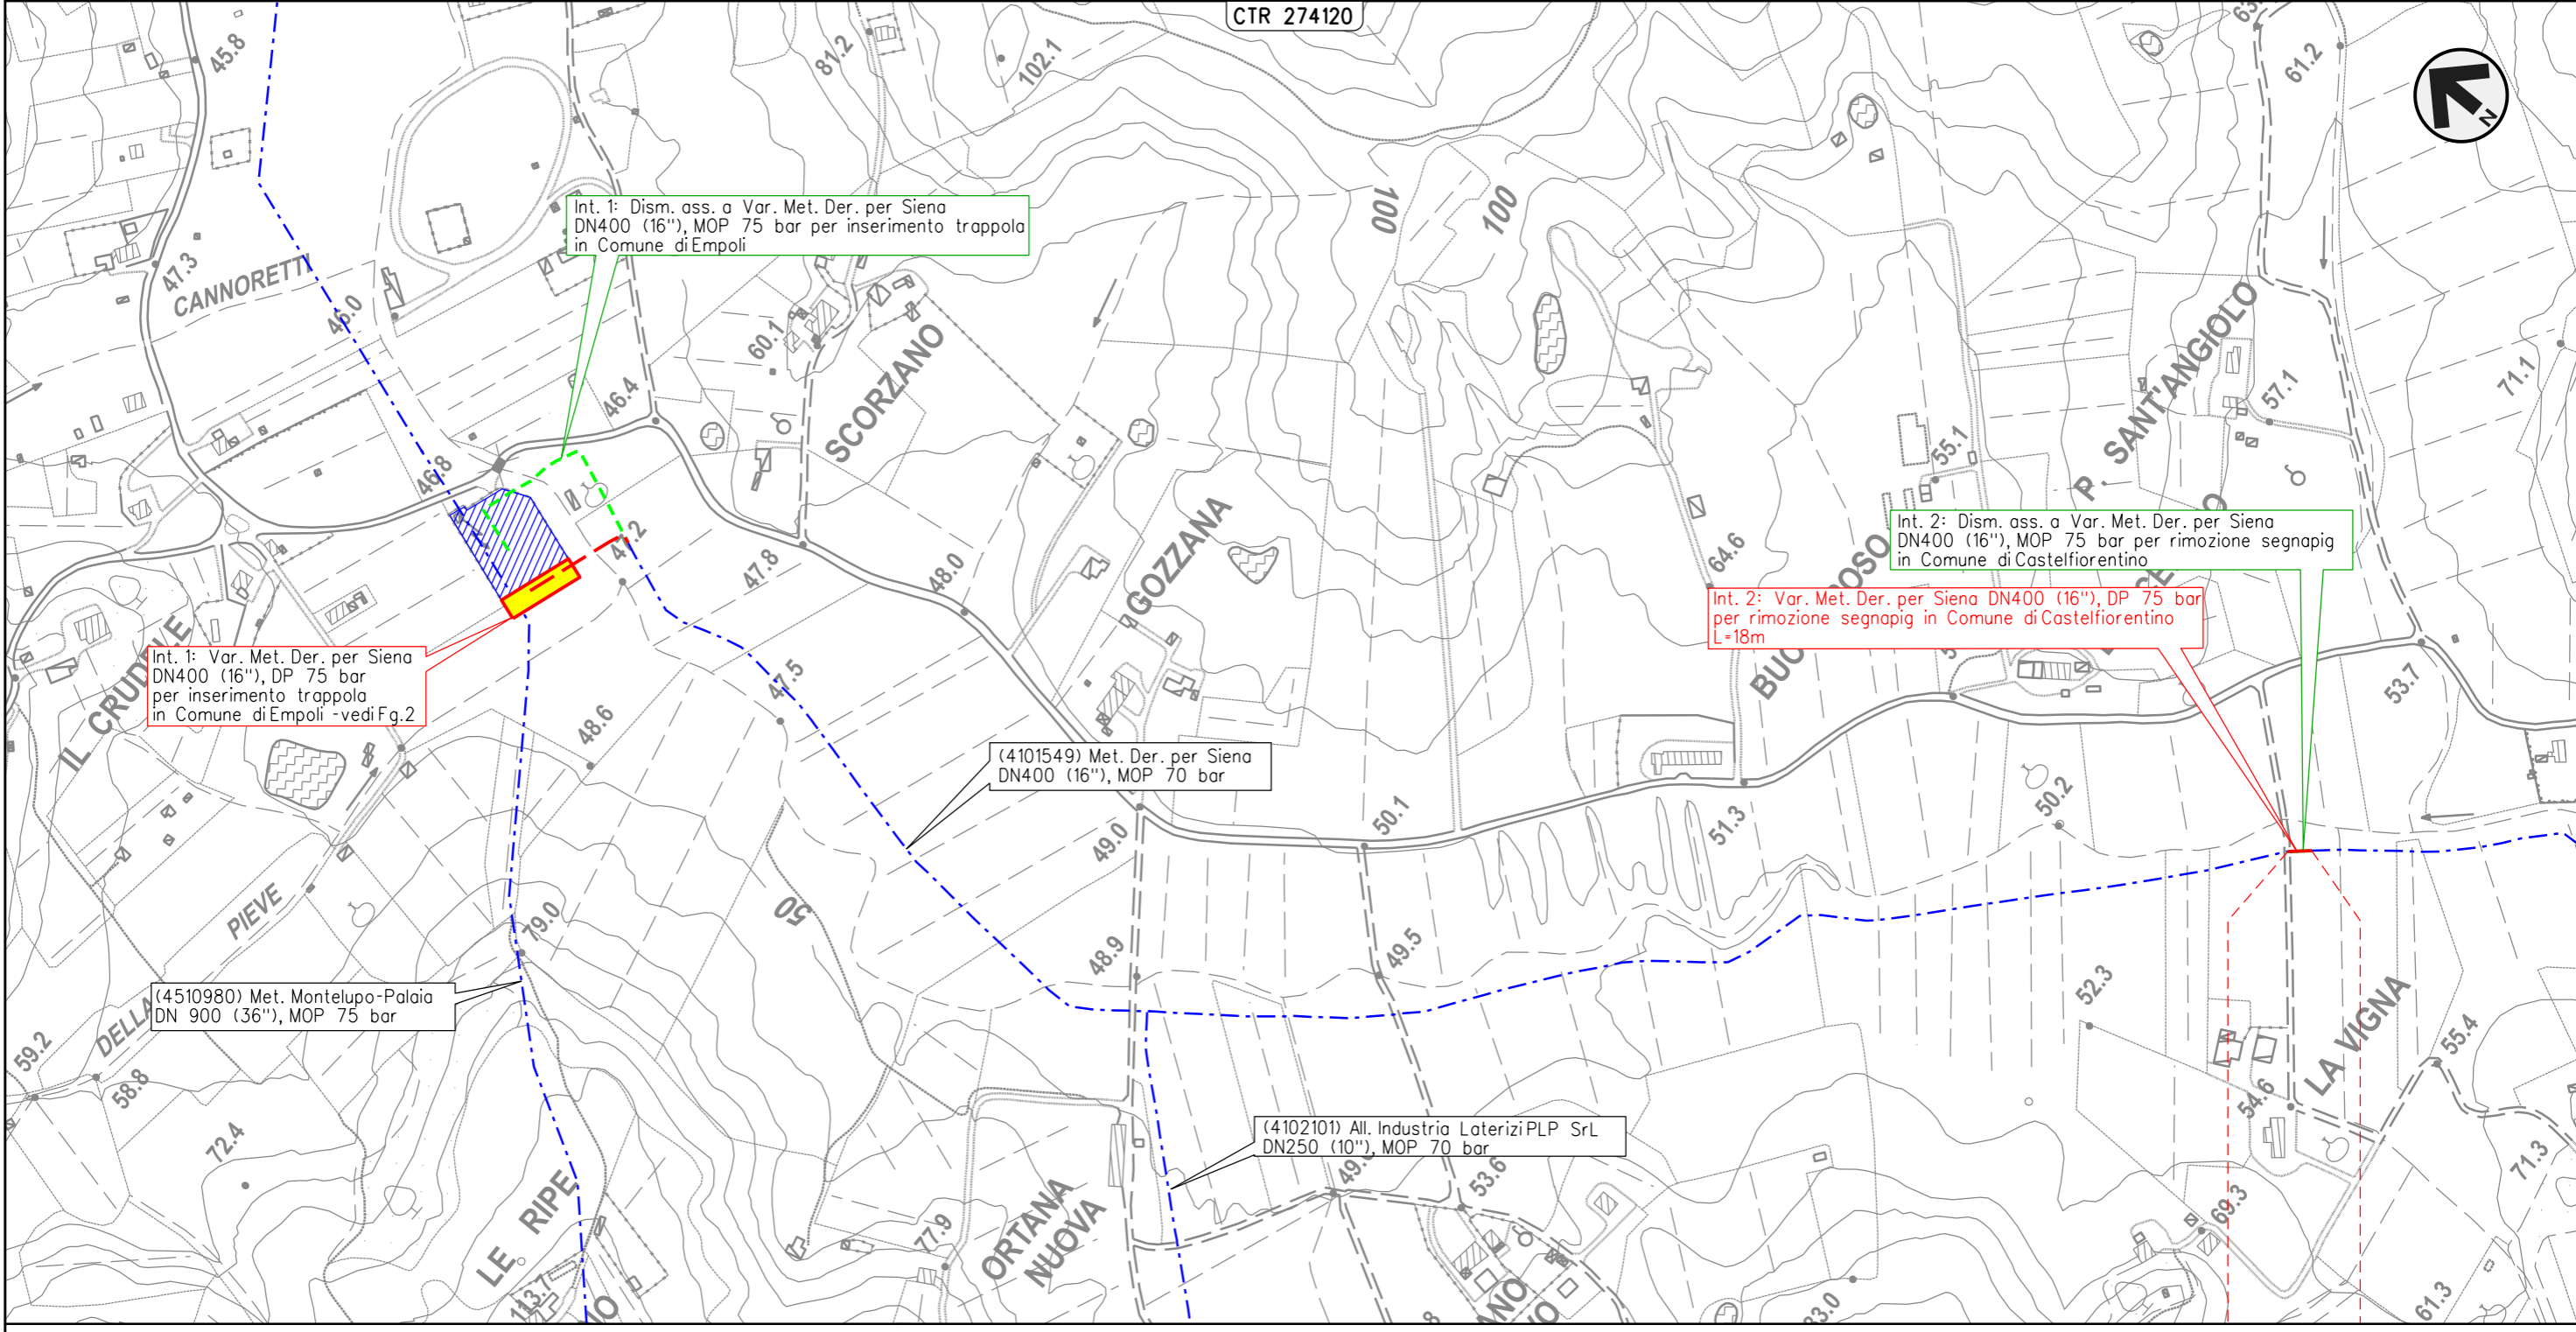 CTR 274120
45.8
81.2
102.1
61.2
N
Int. 1: Dism. ass. a Var. Met. Der. per Siena
DN400 (16"), MOP 75 bar per inserimento trappola
in Comune di Empoli
100
100
47.3
CANNORETTI
46.0
60.1
SCORZANO
46.4
46.8
P. SANT'ANGIOLO
57.1
71.1
55.1
47.2
47.8
48.0
GOZZANA
64.6
Int. 2: Dism. ass. a Var. Met. Der. per Siena
DN400 (16"), MOP 75 bar per rimozione segnapig
in Comune di Castelfiorentino
Int. 2: Var. Met. Der. per Siena DN400 (16"), DP 75 bar
per rimozione segnapig in Comune di Castelfiorentino
L=18m
IL CRUDELE
Int. 1: Var. Met. Der. per Siena
DN400 (16"), DP 75 bar
per inserimento trappola
in Comune di Empoli - vedi Fg.2
47.5
48.6
53.7
(4101549) Met. Der. per Siena
DN400 (16"), MOP 70 bar
49.0
50.1
51.3
50.2
50
PIEVE
79.0
48.9
49.5
52.3
(4510980) Met. Montelupo-Palaia
DN 900 (36"), MOP 75 bar
DELLA
59.2
58.8
LA VIGNA
55.4
54.6
72.4
(4102101) All. Industria Laterizi PLP SrL
DN250 (10"), MOP 70 bar
53.6
71.3
69.3
LE RIPE
77.9
ORTANA
NUOVA
113.7
61.3